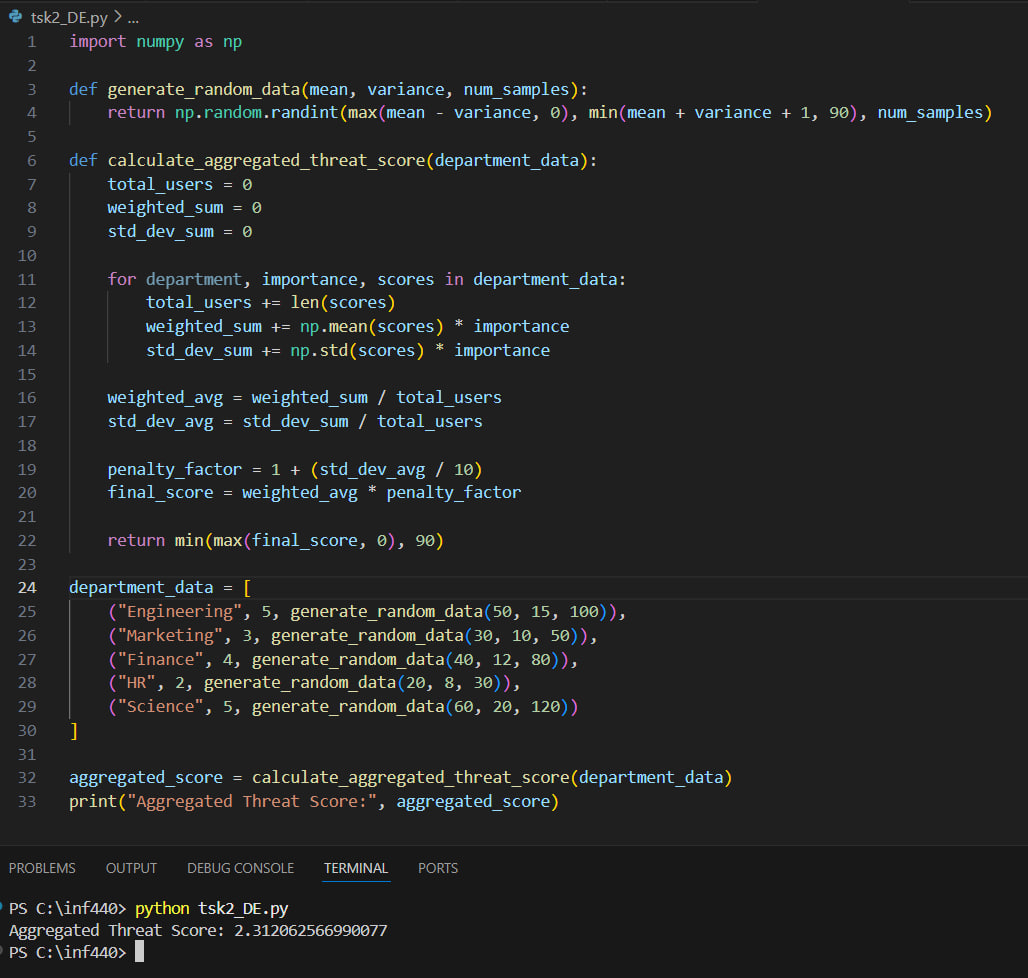 tsk2_DE.py > ...
1 import numpy as np
2
3 def generate_random_data(mean, variance, num_samples):
4     return np.random.randint(max(mean - variance, 0), min(mean + variance + 1, 90), num_samples)
5
6 def calculate_aggregated_threat_score(department_data):
7     total_users = 0
8     weighted_sum = 0
9     std_dev_sum = 0
10
11     for department, importance, scores in department_data:
12         total_users += len(scores)
13         weighted_sum += np.mean(scores) * importance
14         std_dev_sum += np.std(scores) * importance
15
16     weighted_avg = weighted_sum / total_users
17     std_dev_avg = std_dev_sum / total_users
18
19     penalty_factor = 1 + (std_dev_avg / 10)
20     final_score = weighted_avg * penalty_factor
21
22     return min(max(final_score, 0), 90)
23
24 department_data = [
25     ("Engineering", 5, generate_random_data(50, 15, 100)),
26     ("Marketing", 3, generate_random_data(30, 10, 50)),
27     ("Finance", 4, generate_random_data(40, 12, 80)),
28     ("HR", 2, generate_random_data(20, 8, 30)),
29     ("Science", 5, generate_random_data(60, 20, 120))
30 ]
31
32 aggregated_score = calculate_aggregated_threat_score(department_data)
33 print("Aggregated Threat Score:", aggregated_score)
PROBLEMS OUTPUT DEBUG CONSOLE TERMINAL PORTS
PS C:\inf440> python tsk2_DE.py
Aggregated Threat Score: 2.312062566990077
PS C:\inf440>